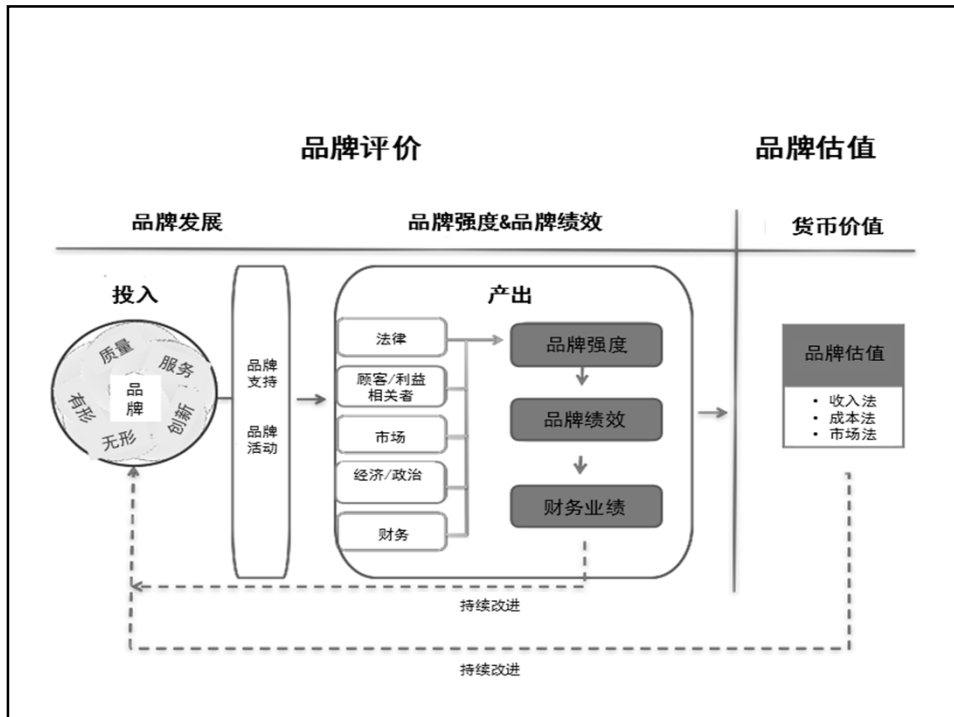 品牌评价
品牌估值
品牌发展
品牌强度&品牌绩效
货币价值
投入
质量
服务
品
牌
有形
无形
创新
品牌
支持
品牌
活动
产出
法律
顾客/利益
相关者
市场
经济/政治
财务
品牌强度
品牌绩效
财务业绩
品牌估值
• 收入法
• 成本法
• 市场法
持续改进
持续改进